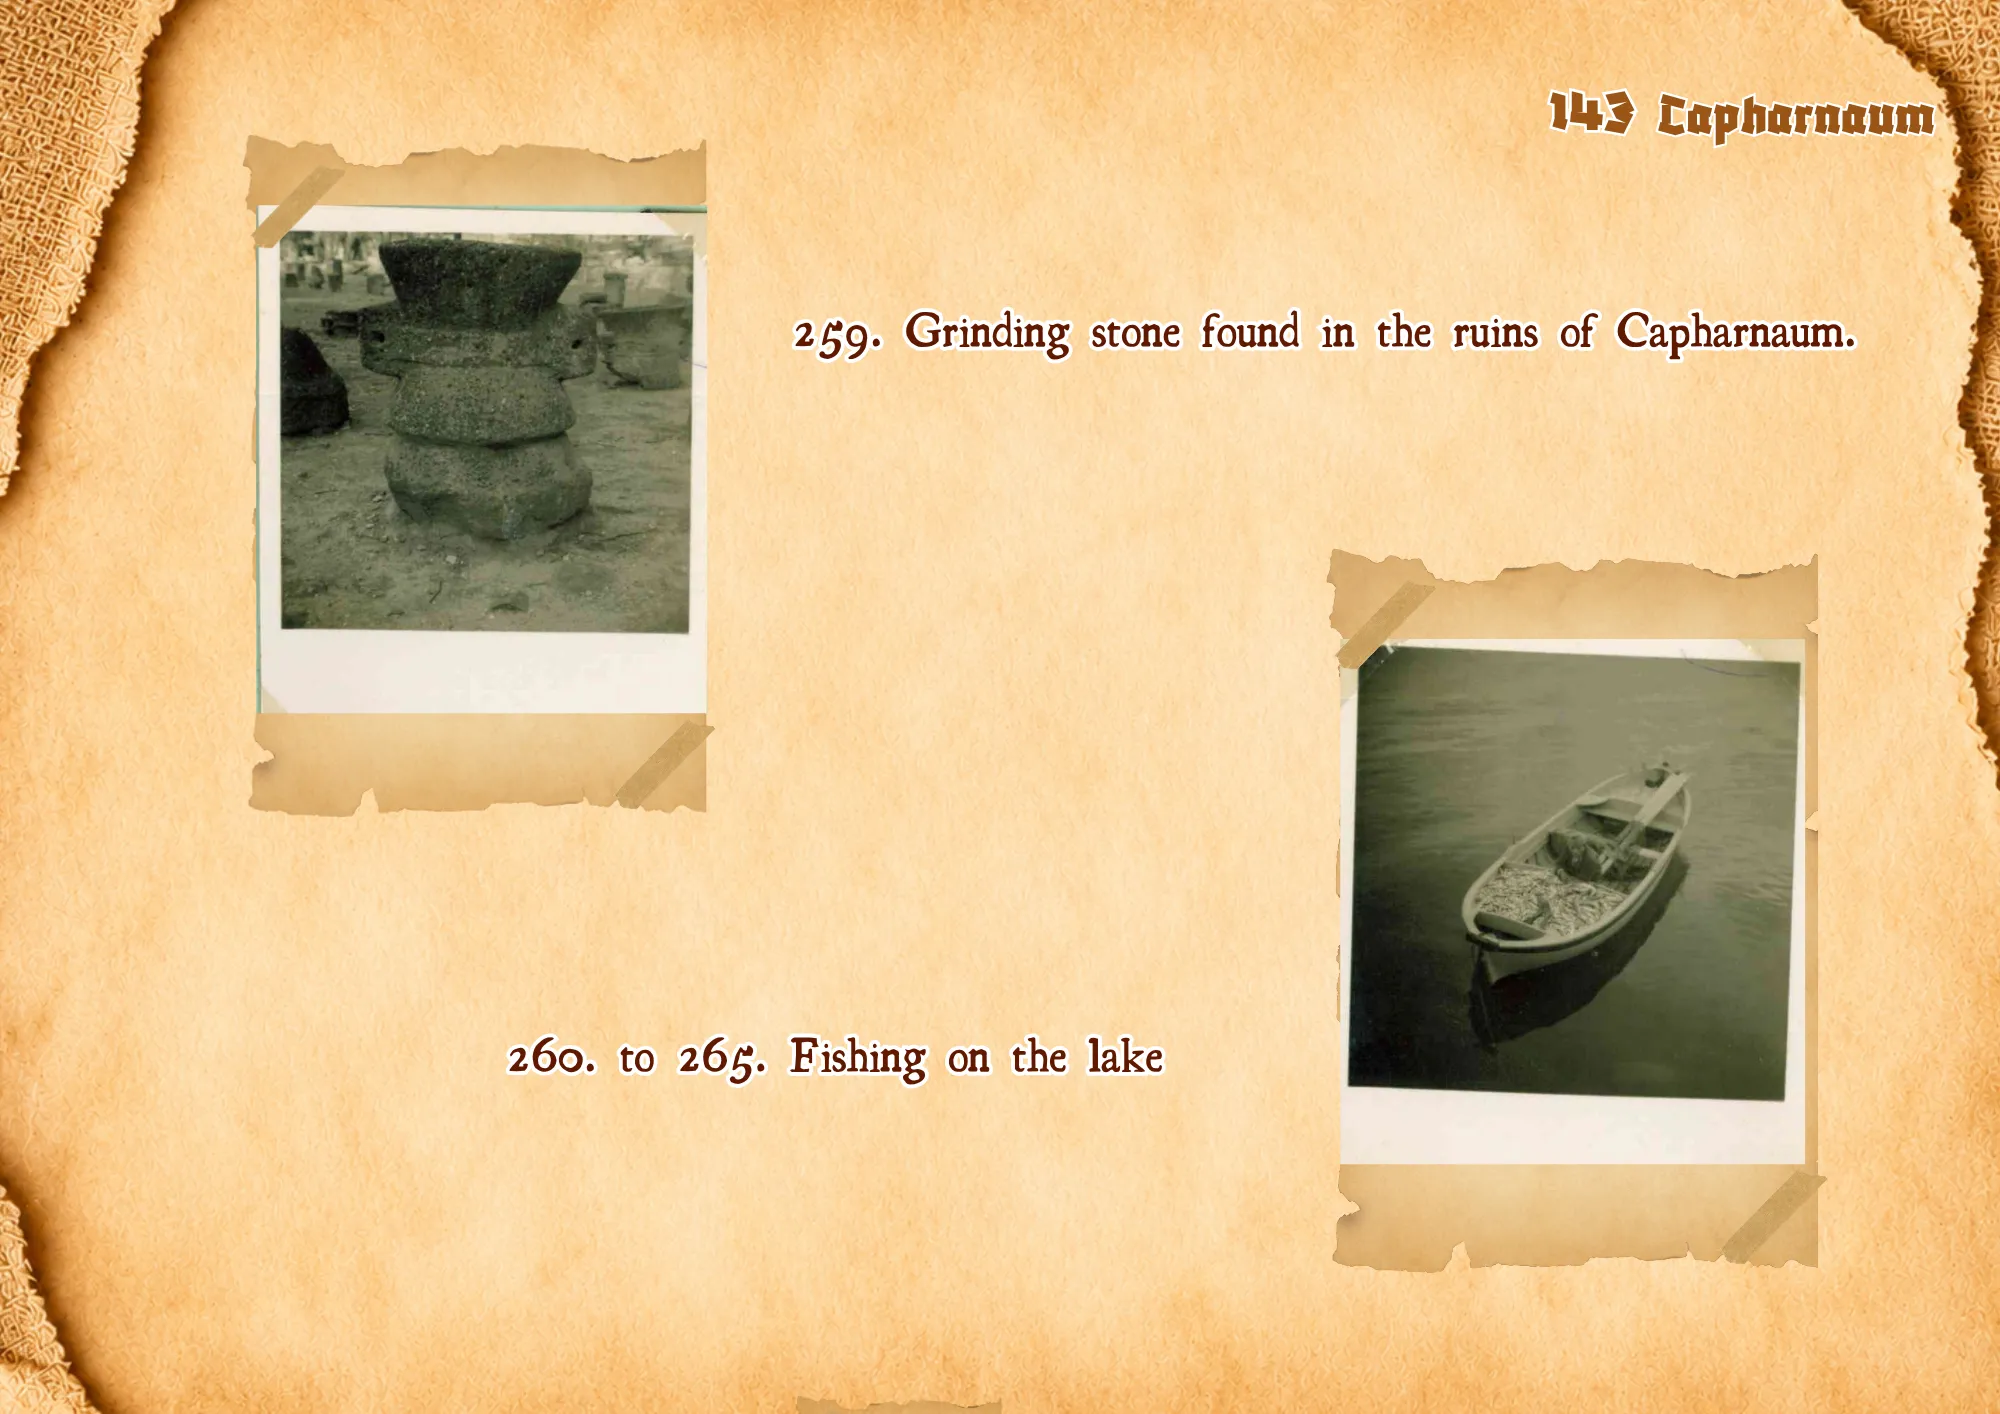 143 Capharnaum
259. Grinding stone found in the ruins of Capharnaum.
260. to 265. Fishing on the lake